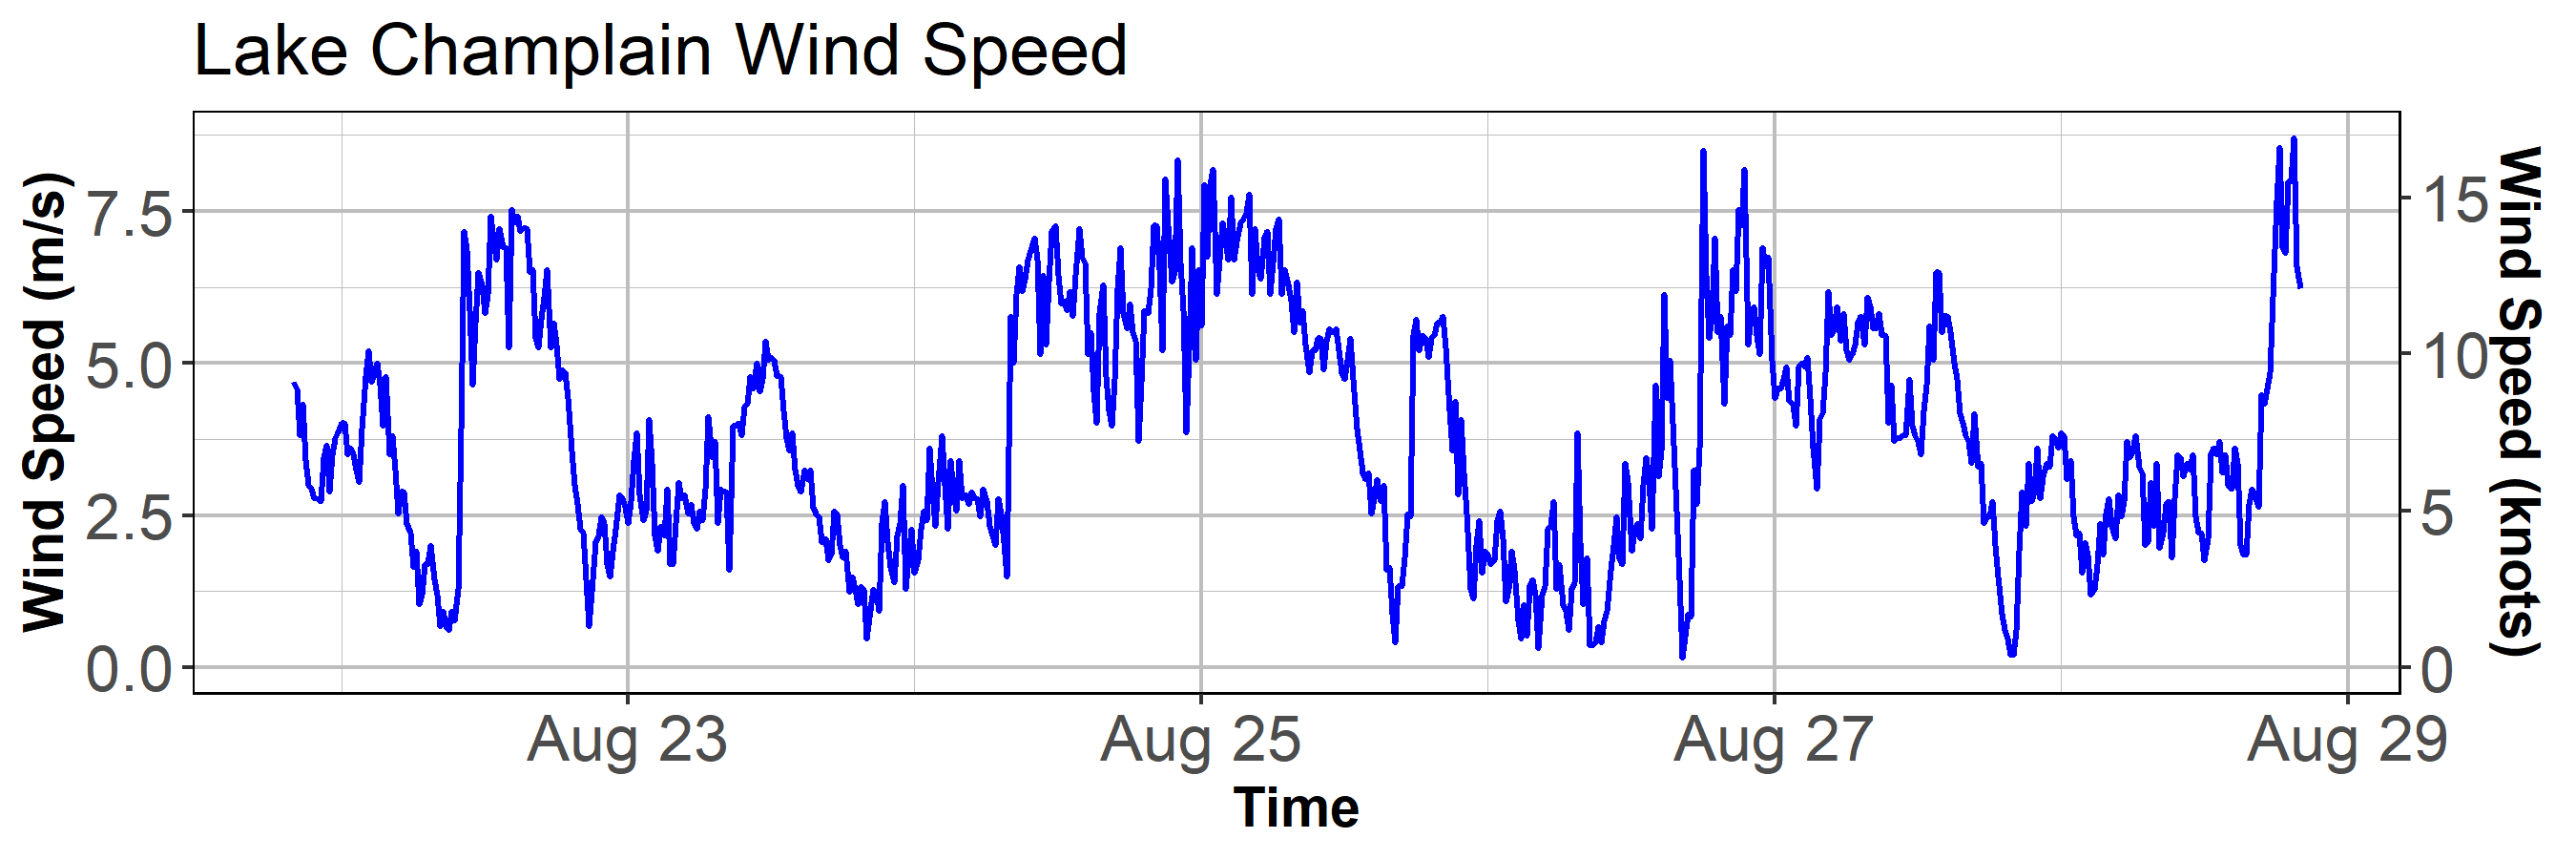 Lake Champlain Wind Speed
Wind Speed (m/s)
7.5
5.0
2.5
0.0
15
10
5
0
Wind Speed (knots)
Aug 23
Aug 25
Aug 27
Aug 29
Time